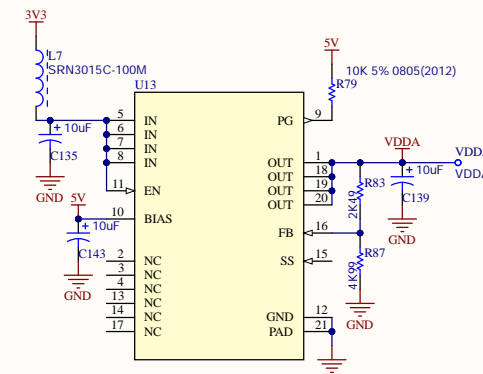 3V3
L7
SRN3015C-100M
5V
10K 5% 0805(2012)
R79
U13
5 IN
6 IN
7 IN
8 IN
11 EN
10 BIAS
2 NC
3 NC
4 NC
13 NC
14 NC
17 NC
PG 9
OUT 1
OUT 18
OUT 19
OUT 20
FB 16
SS 15
GND 12
PAD 21
+ 10uF
C135
GND
5V
+ 10uF
C143
GND
VDDA
VDDA
VDDA
R83
2K49
+ 10uF
C139
GND
R87
4K99
GND